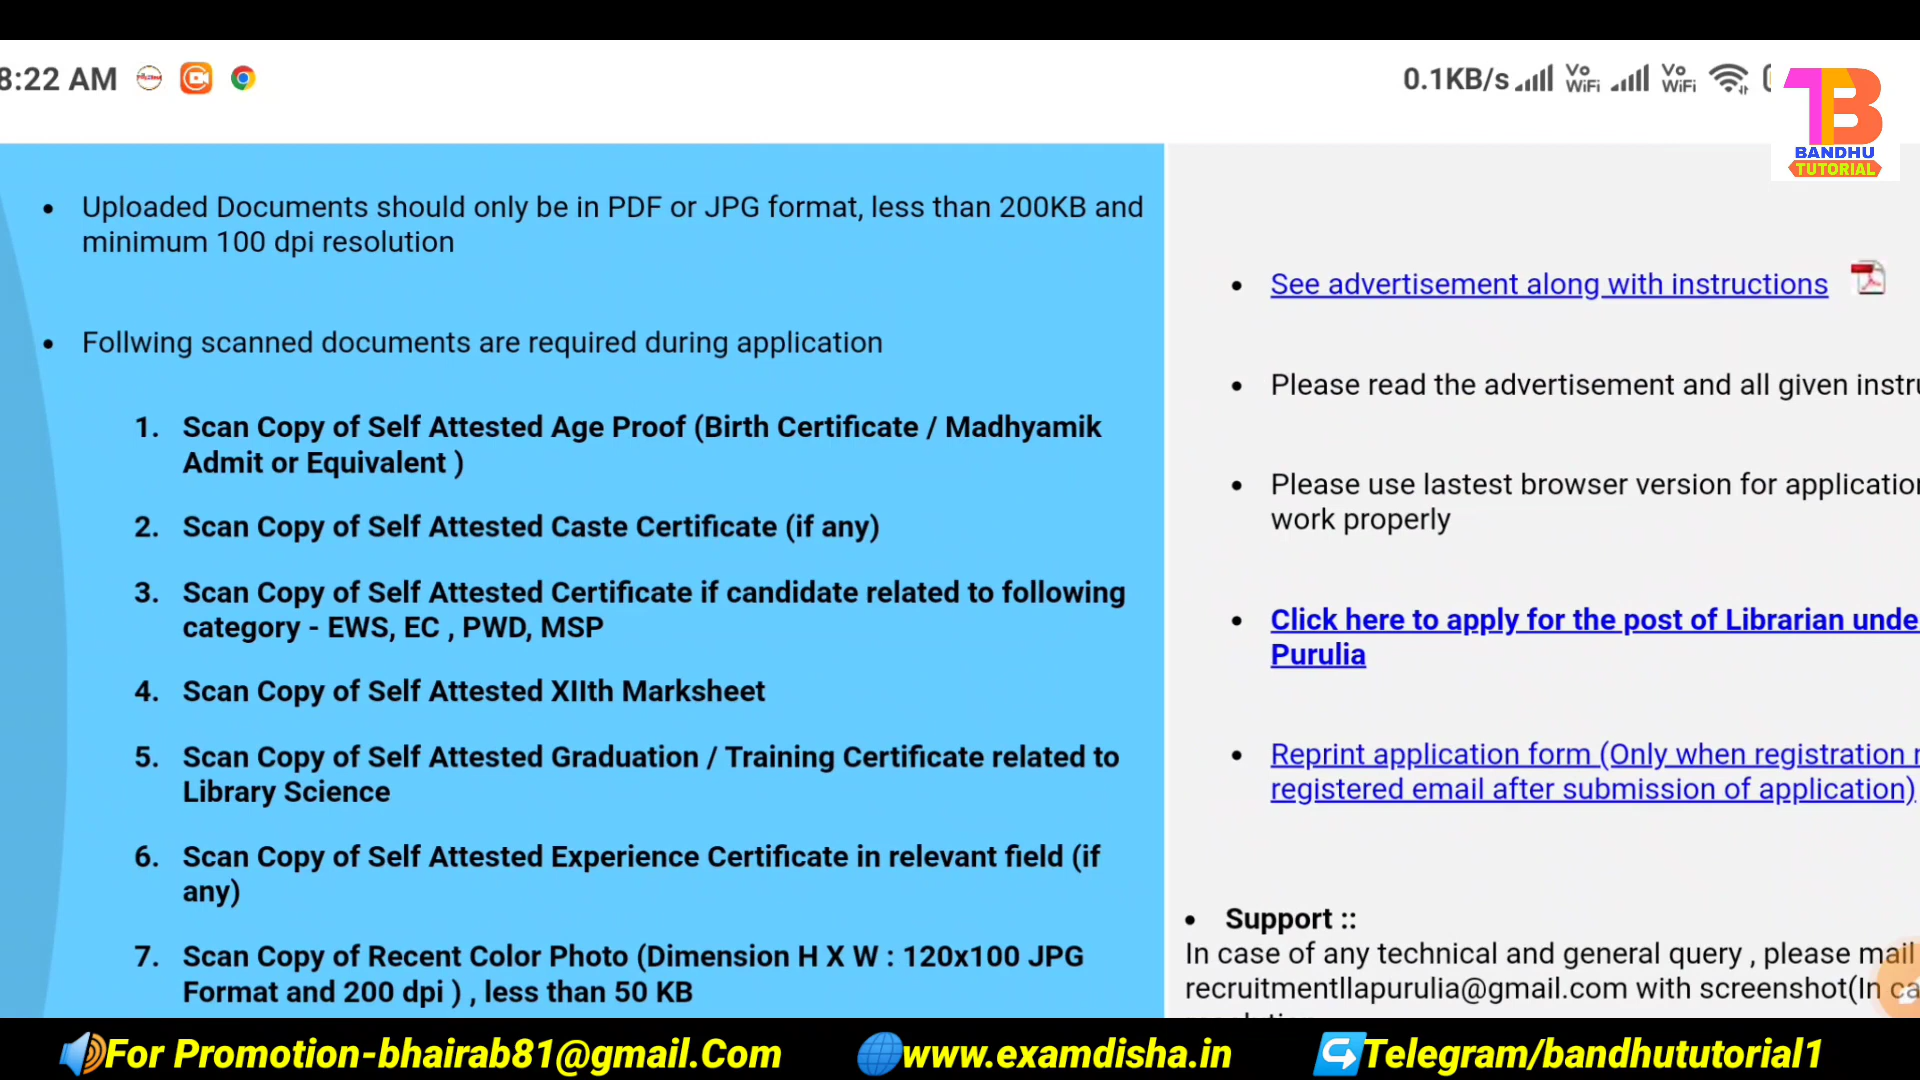 8:22 AM
0.1KB/s Vo WiFi Vo WiFi
TB
BANDHU
TUTORIAL
• Uploaded Documents should only be in PDF or JPG format, less than 200KB and
minimum 100 dpi resolution
• Follwing scanned documents are required during application
1. Scan Copy of Self Attested Age Proof (Birth Certificate / Madhyamik
Admit or Equivalent )
2. Scan Copy of Self Attested Caste Certificate (if any)
3. Scan Copy of Self Attested Certificate if candidate related to following
category - EWS, EC , PWD, MSP
4. Scan Copy of Self Attested XIIth Marksheet
5. Scan Copy of Self Attested Graduation / Training Certificate related to
Library Science
6. Scan Copy of Self Attested Experience Certificate in relevant field (if
any)
7. Scan Copy of Recent Color Photo (Dimension H X W : 120x100 JPG
Format and 200 dpi ) , less than 50 KB
• See advertisement along with instructions
• Please read the advertisement and all given
• Please use lastest browser version for
work properly
• Click here to apply for the post of Librarian
Purulia
• Reprint application form (Only when registration
registered email after submission of application)
• Support ::
In case of any technical and general query , please mail
recruitmentllapurulia@gmail.com with screenshot(In
For Promotion-bhairab81@gmail.Com
www.examdisha.in
Telegram/bandhututorial1